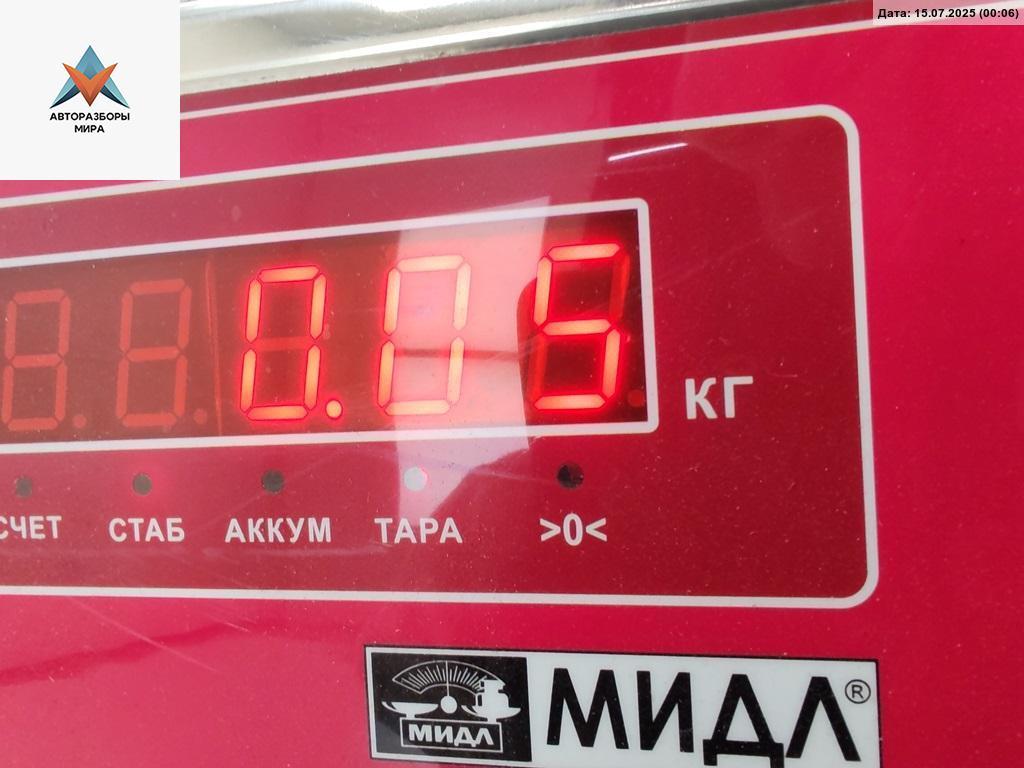 Дата: 15.07.2025 (00:06)
АВТОРАЗБОРЫ
МИРА
0.05
КГ
СЧЕТ СТАБ АККУМ ТАРА >0<
МИДЛ
МИДЛ®